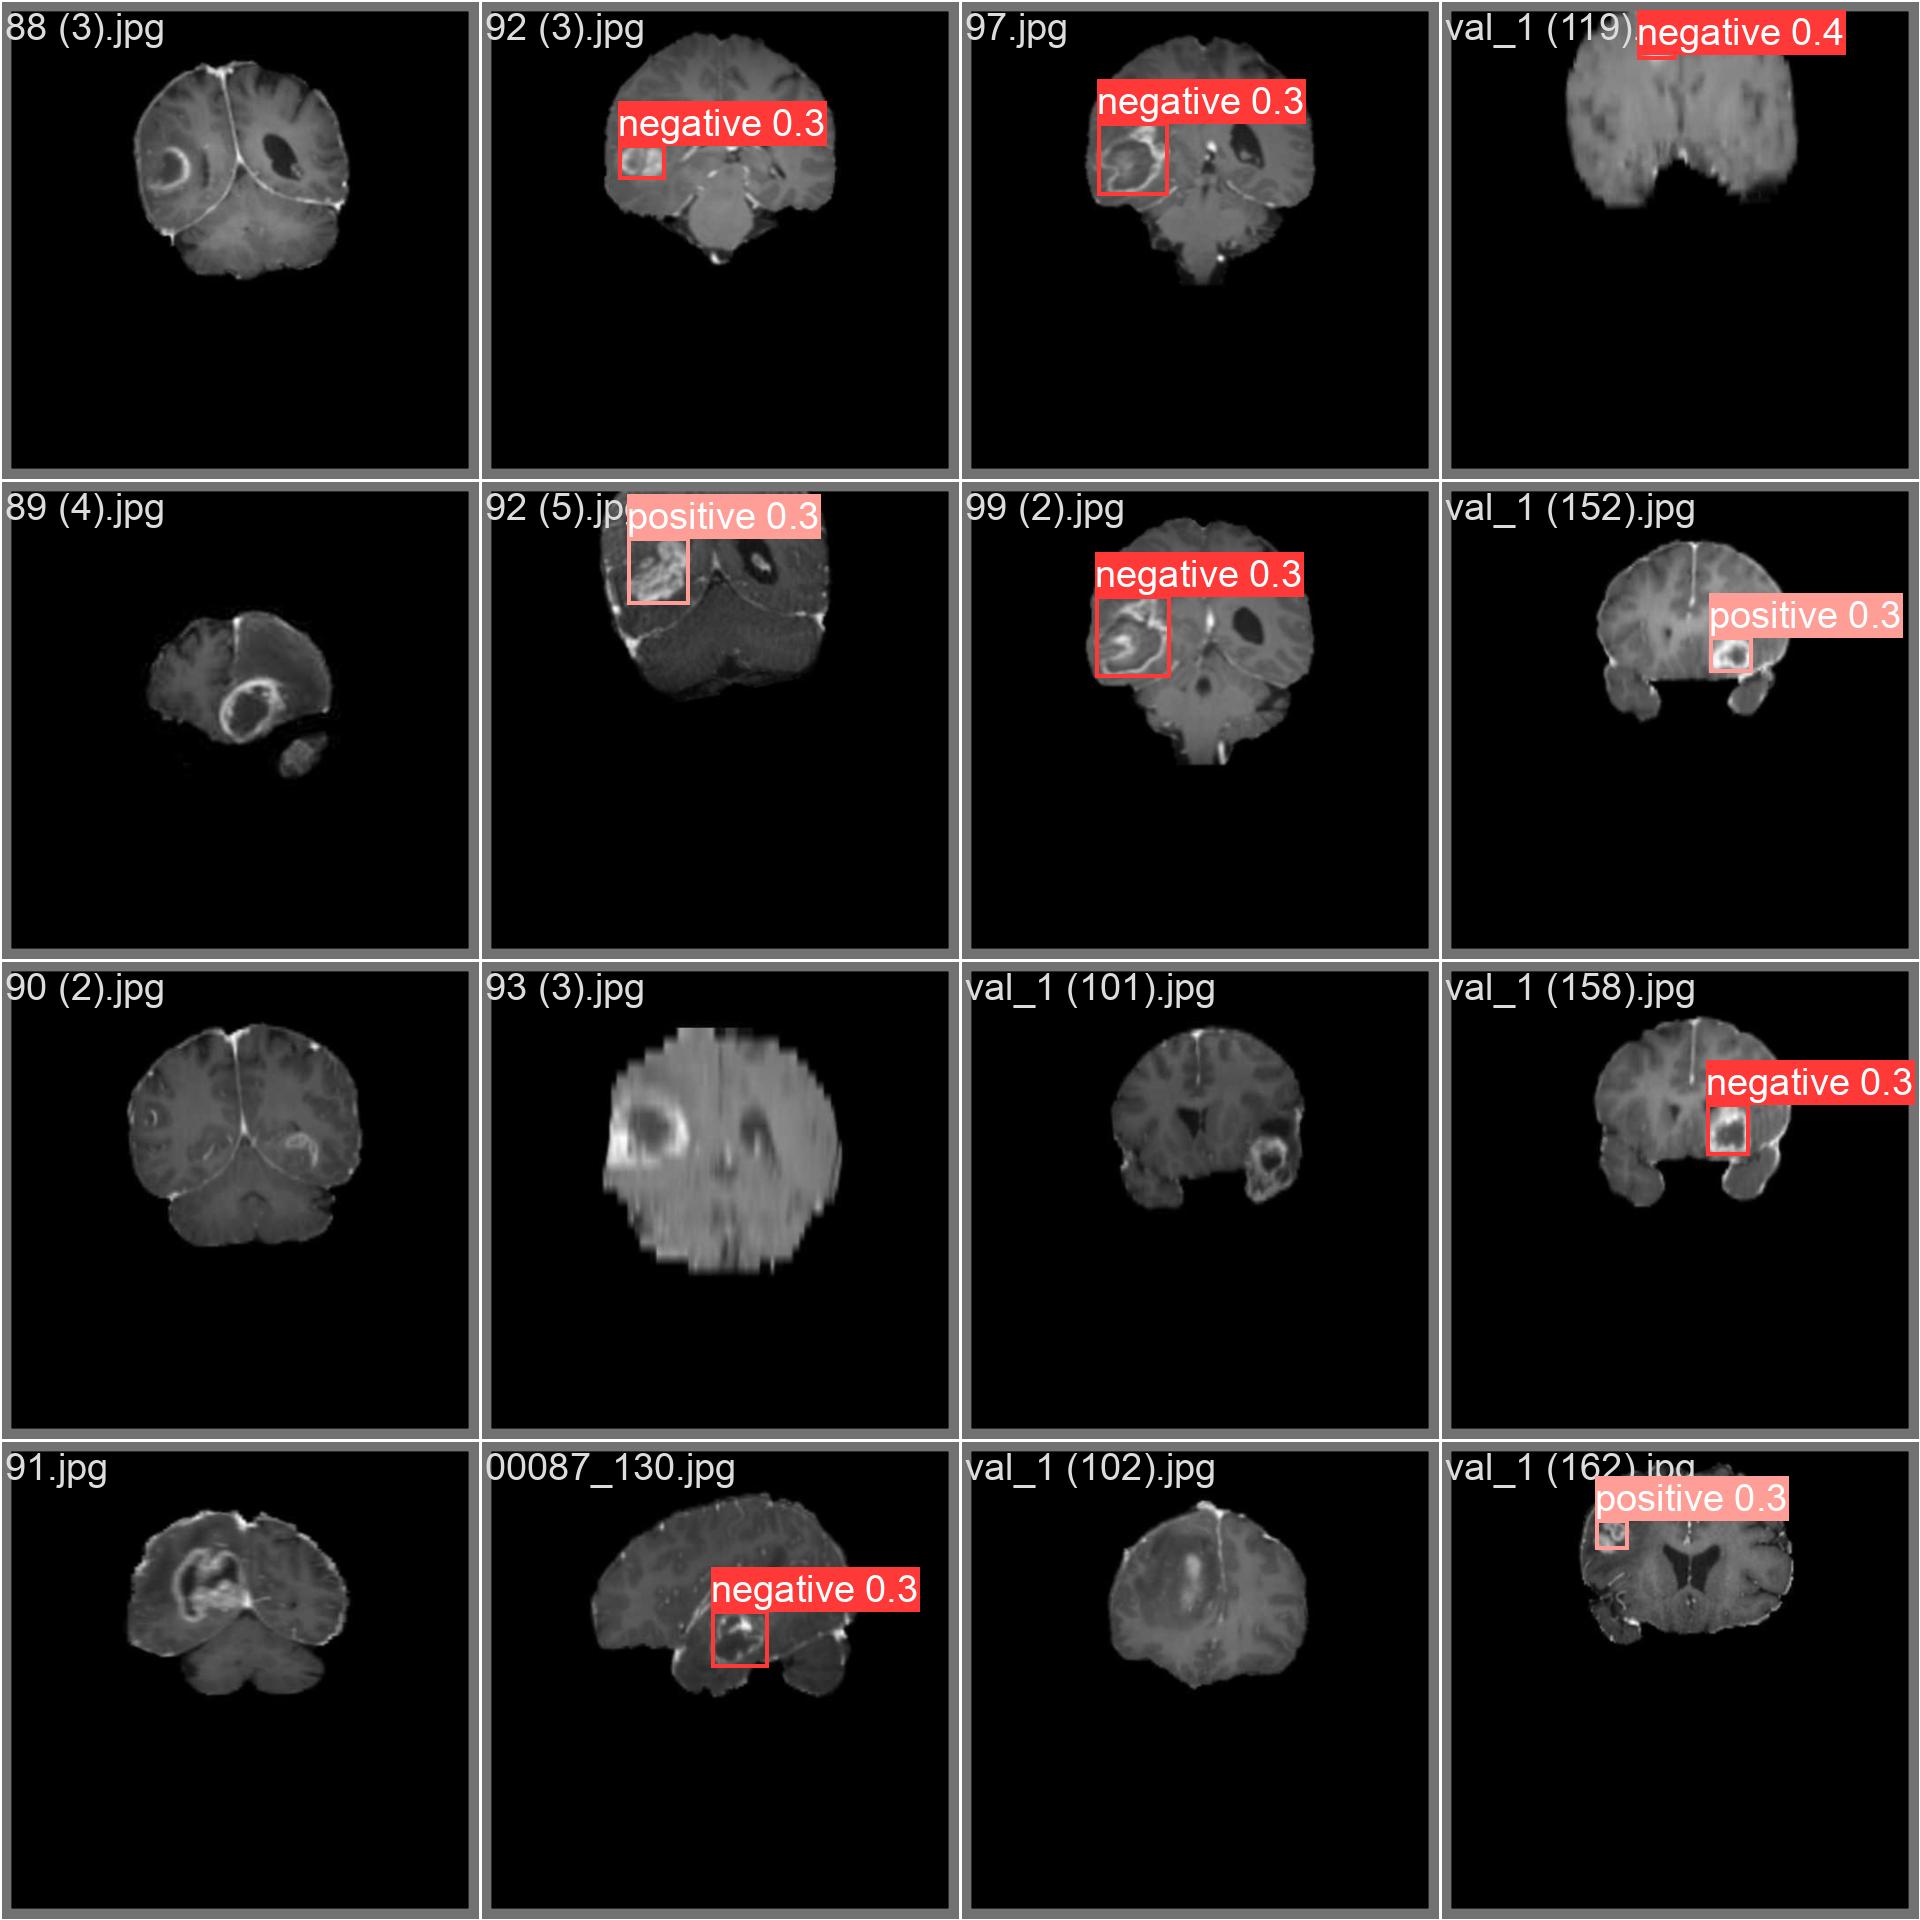 88 (3).jpg
92 (3).jpg
97.jpg
val_1 (119).
negative 0.4
negative 0.3
negative 0.3
89 (4).jpg
92 (5).jp
99 (2).jpg
val_1 (152).jpg
positive 0.3
negative 0.3
positive 0.3
90 (2).jpg
93 (3).jpg
val_1 (101).jpg
val_1 (158).jpg
negative 0.3
91.jpg
00087_130.jpg
val_1 (102).jpg
val_1 (162).jpg
positive 0.3
negative 0.3